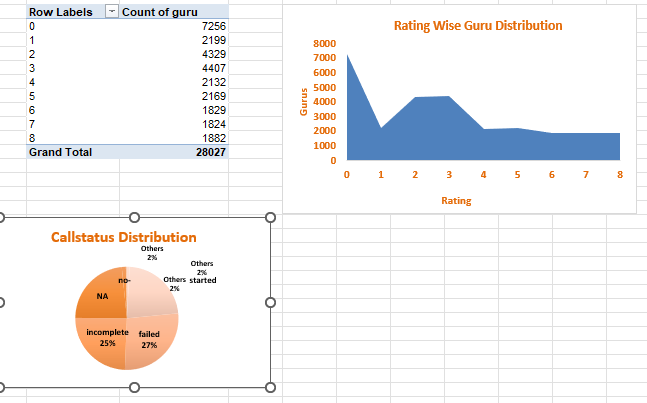 Row Labels Count of guru
0 7256
1 2199
2 4329
3 4407
4 2132
5 2169
6 1829
7 1824
8 1882
Grand Total 28027
Rating Wise Guru Distribution
8000
7000
6000
5000
4000
3000
2000
1000
0
Gurus
0 1 2 3 4 5 6 7 8
Rating
Callstatus Distribution
Others
2%
Others
2%
no-
Others
2%
started
NA
incomplete
25%
failed
27%